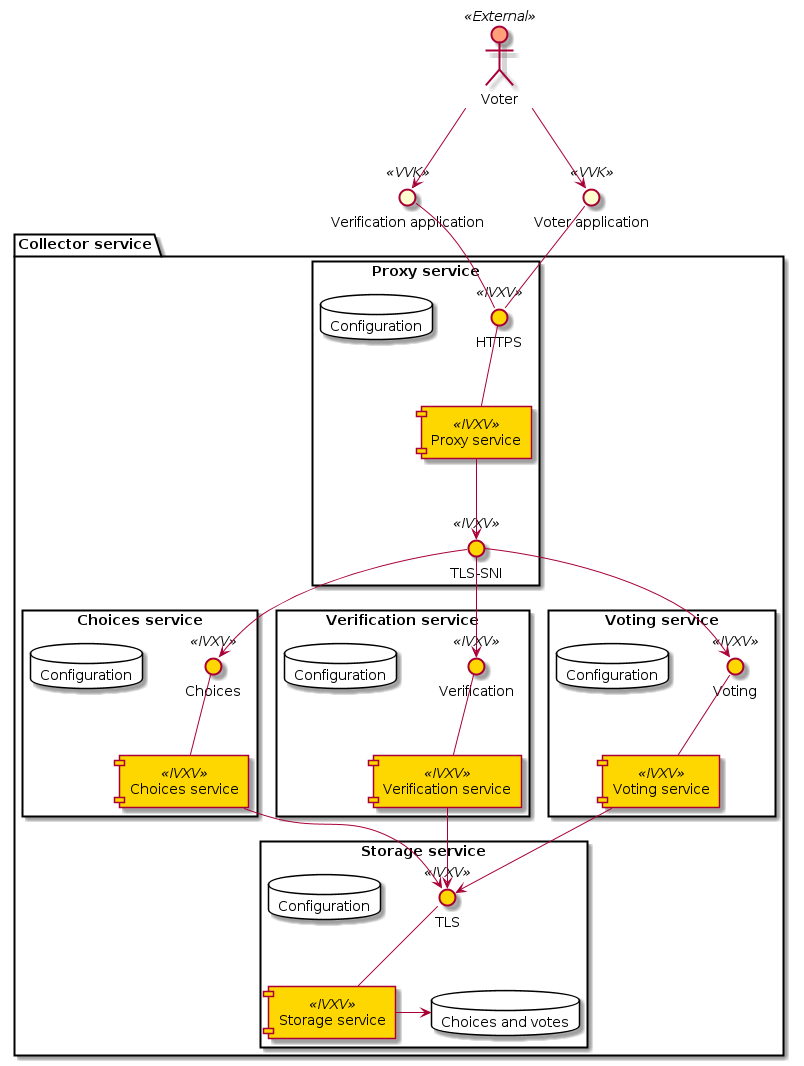 «External»
Voter
«VVK»
«VVK»
Verification application
Voter application
Collector service
Proxy service
«IVXV»
Configuration
HTTPS
«IVXV»
Proxy service
«IVXV»
TLS-SNI
Choices service
Verification service
Voting service
«IVXV»
«IVXV»
«IVXV»
Configuration
Configuration
Configuration
Choices
Verification
Voting
«IVXV»
Choices service
«IVXV»
Verification service
«IVXV»
Voting service
Storage service
«IVXV»
Configuration
TLS
«IVXV»
Storage service
Choices and votes